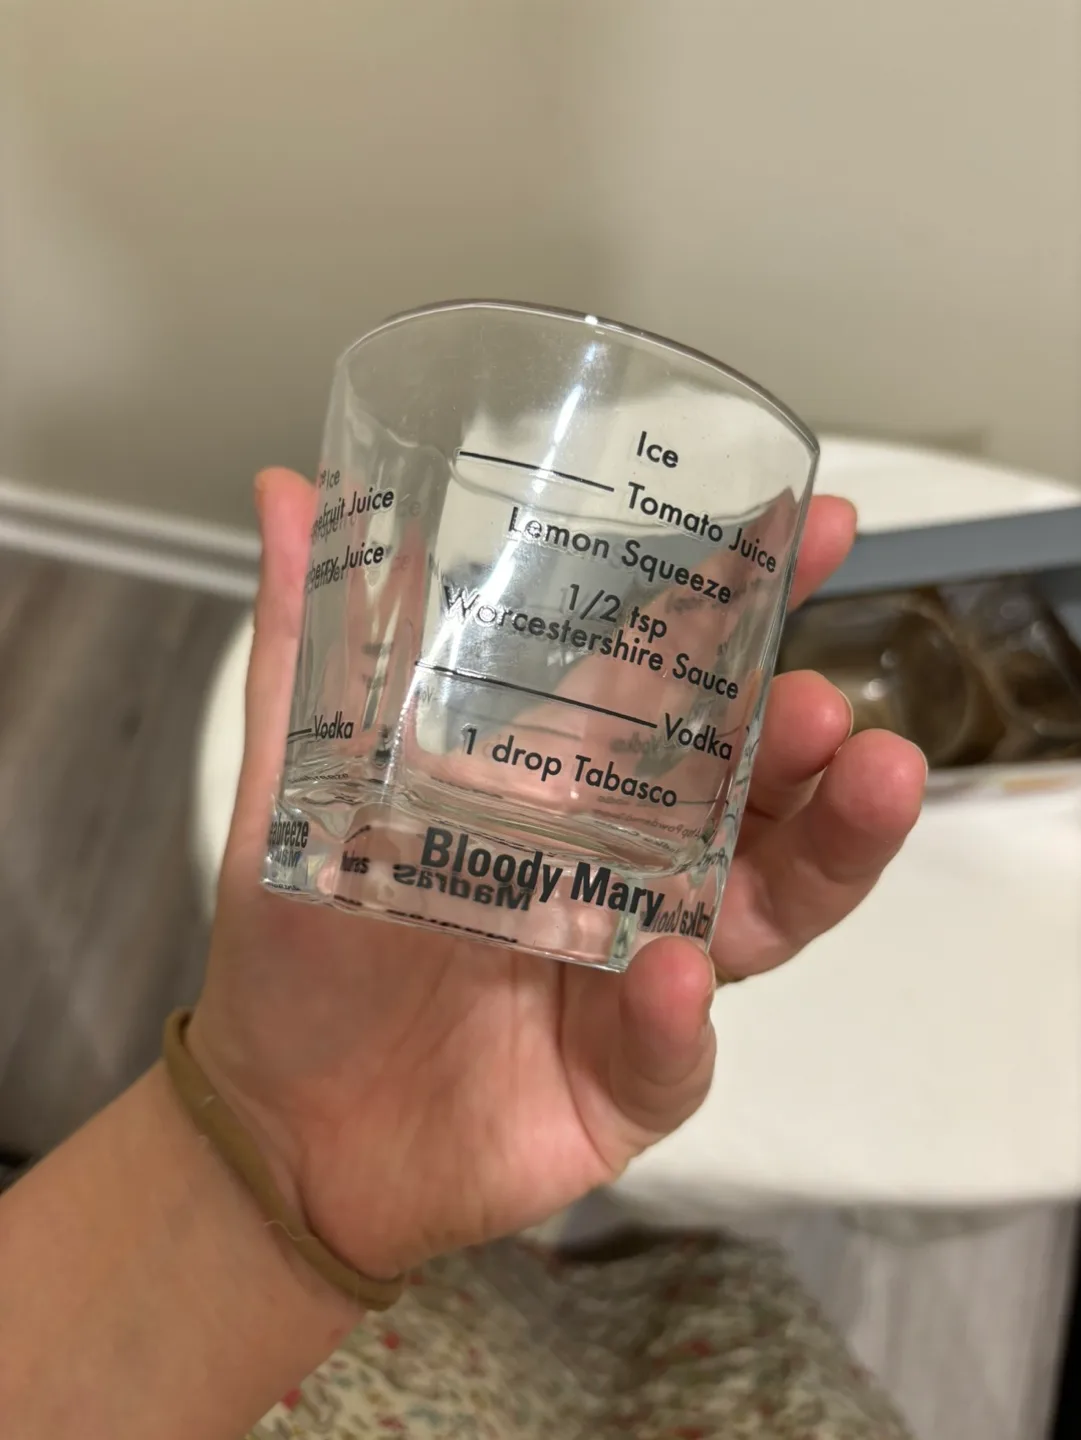 Ice
Tomato Juice
Lemon Squeeze
1/2 tsp
Worcestershire Sauce
Vodka
1 drop Tabasco
Bloody Mary
Ice
Juice
Juice
Vodka
Madras